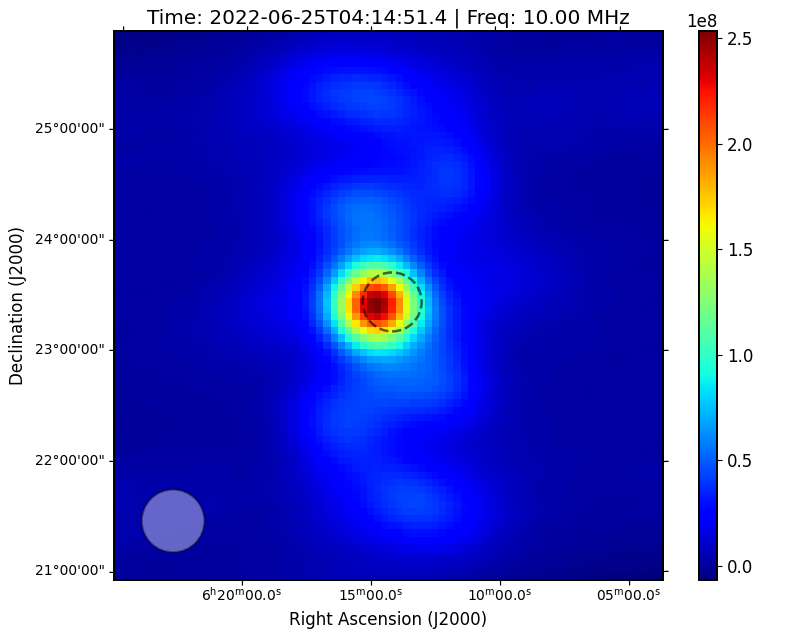 Time: 2022-06-25T04:14:51.4 | Freq: 10.00 MHz
1e8
2.5
2.0
1.5
1.0
0.5
0.0
Declination (J2000)
25°00'00"
24°00'00"
23°00'00"
22°00'00"
21°00'00"
6h20m00.0s 15m00.0s 10m00.0s 05m00.0s
Right Ascension (J2000)